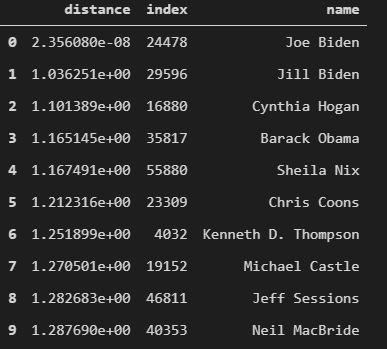 distance index name
0 2.356080e-08 24478 Joe Biden
1 1.036251e+00 29596 Jill Biden
2 1.101389e+00 16880 Cynthia Hogan
3 1.165145e+00 35817 Barack Obama
4 1.167491e+00 55880 Sheila Nix
5 1.212316e+00 23309 Chris Coons
6 1.251899e+00 4032 Kenneth D. Thompson
7 1.270501e+00 19152 Michael Castle
8 1.282683e+00 46811 Jeff Sessions
9 1.287690e+00 40353 Neil MacBride